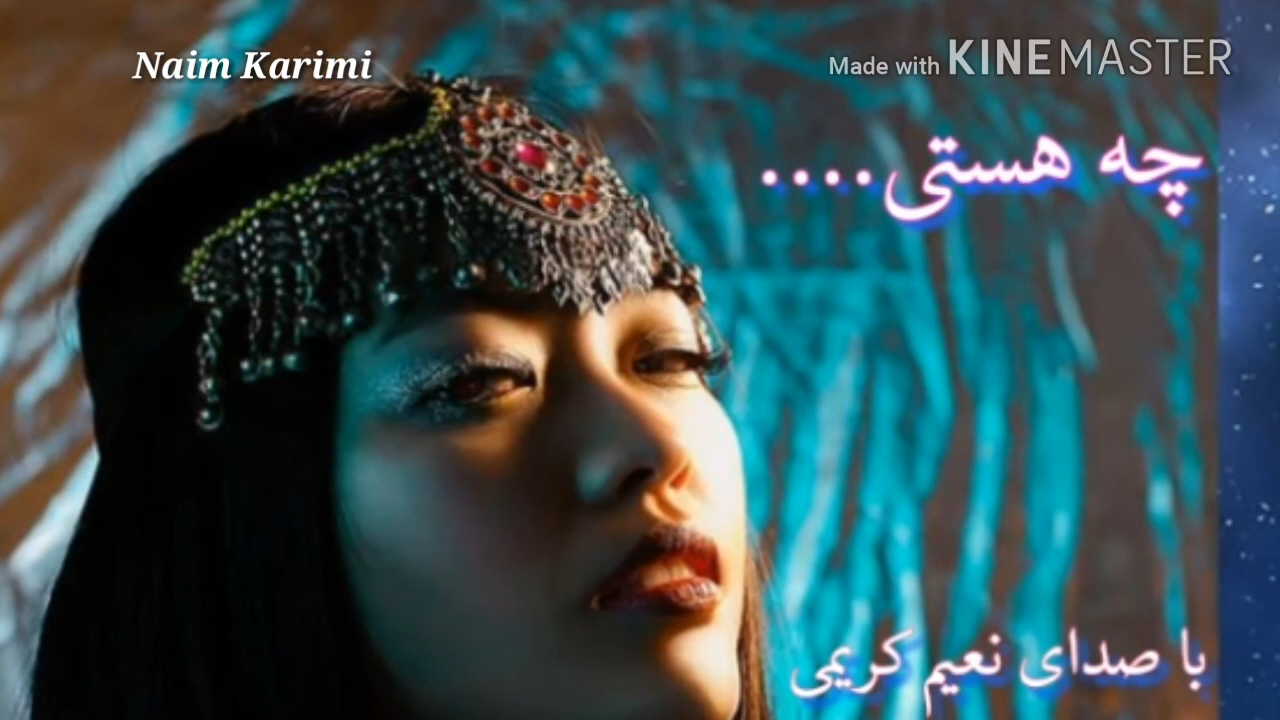 Naim Karimi
Made with KINEMASTER
چه هستی....
با صدای نعیم کریمی